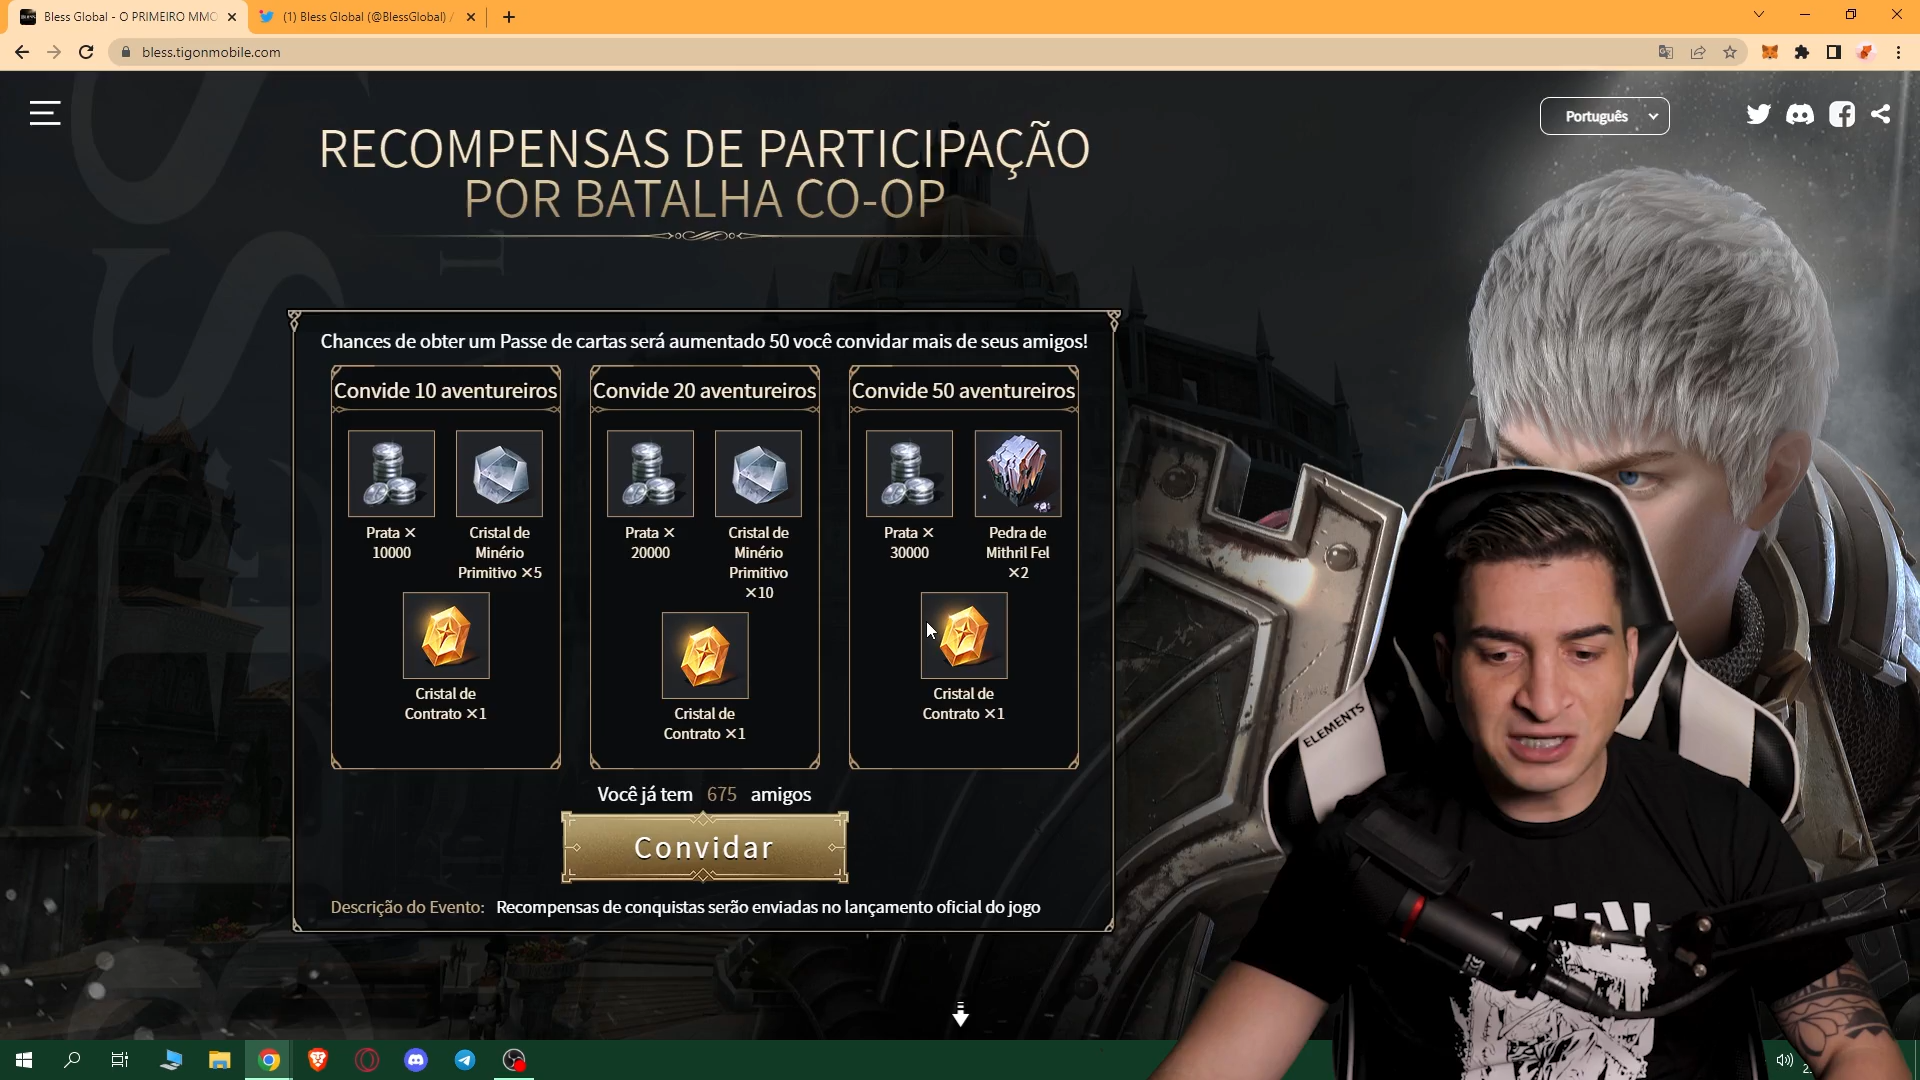 Bless Global - O PRIMEIRO MMO
(1) Bless Global (@BlessGlobal) /
bless.tigonmobile.com
Português
RECOMPENSAS DE PARTICIPAÇÃO
POR BATALHA CO-OP
Chances de obter um Passe de cartas será aumentado 50 você convidar mais de seus amigos!
Convide 10 aventureiros
Prata ×
10000
Cristal de
Minério
Primitivo ×5
Cristal de
Contrato ×1
Convide 20 aventureiros
Prata ×
20000
Cristal de
Minério
Primitivo
×10
Cristal de
Contrato ×1
Convide 50 aventureiros
Prata ×
30000
Pedra de
Mithril Fel
×2
Cristal de
Contrato ×1
Você já tem 675 amigos
Convidar
Descrição do Evento: Recompensas de conquistas serão enviadas no lançamento oficial do jogo
ELEMENTS